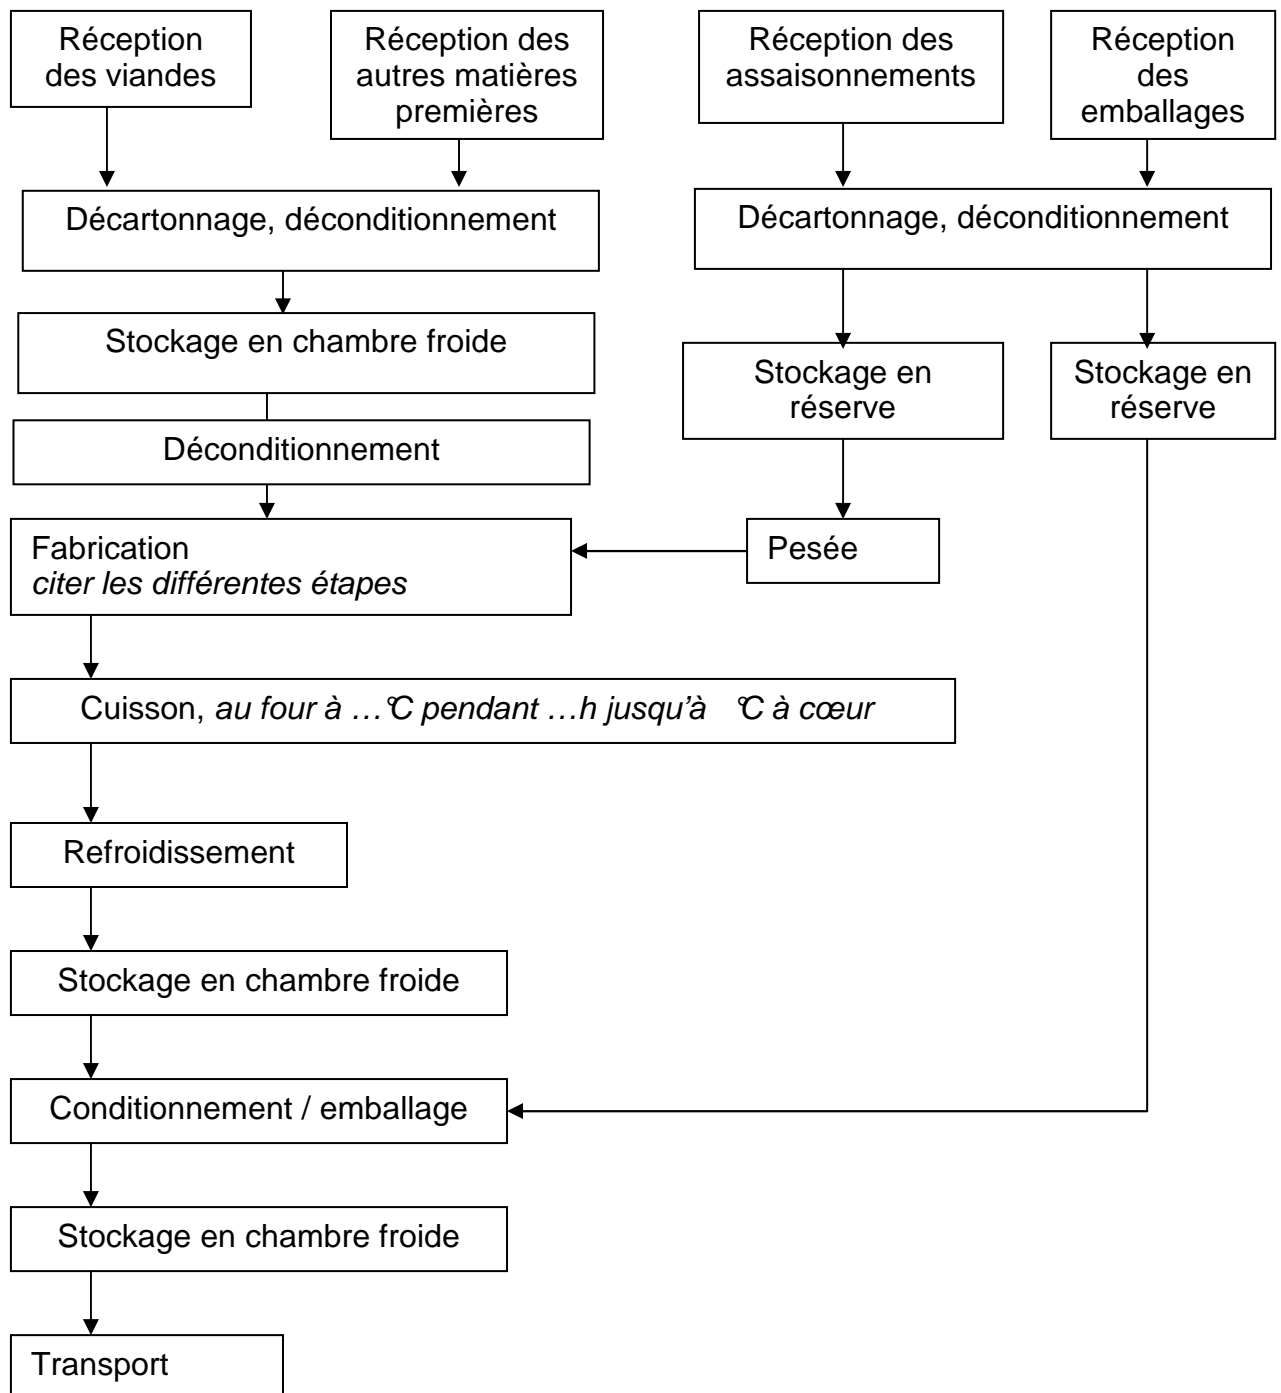 Réception
des viandes
Réception des
autres matières
premières
Réception des
assaisonnements
Réception
des
emballages
Décartonnage, déconditionnement
Décartonnage, déconditionnement
Stockage en chambre froide
Stockage en
réserve
Stockage en
réserve
Déconditionnement
Fabrication
citer les différentes étapes
Pesée
Cuisson, au four à …°C pendant …h jusqu’à °C à cœur
Refroidissement
Stockage en chambre froide
Conditionnement / emballage
Stockage en chambre froide
Transport